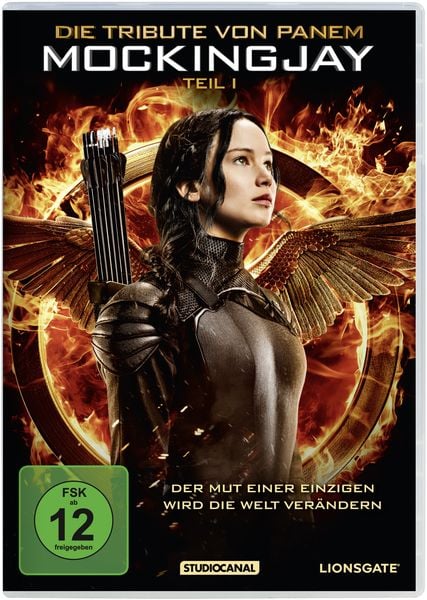 DIE TRIBUTE VON PANEM
MOCKINGJAY
TEIL 1
DER MUT EINER EINZIGEN
WIRD DIE WELT VERÄNDERN
FSK
ab
12
freigegeben
STUDIOCANAL
LIONSGATE®